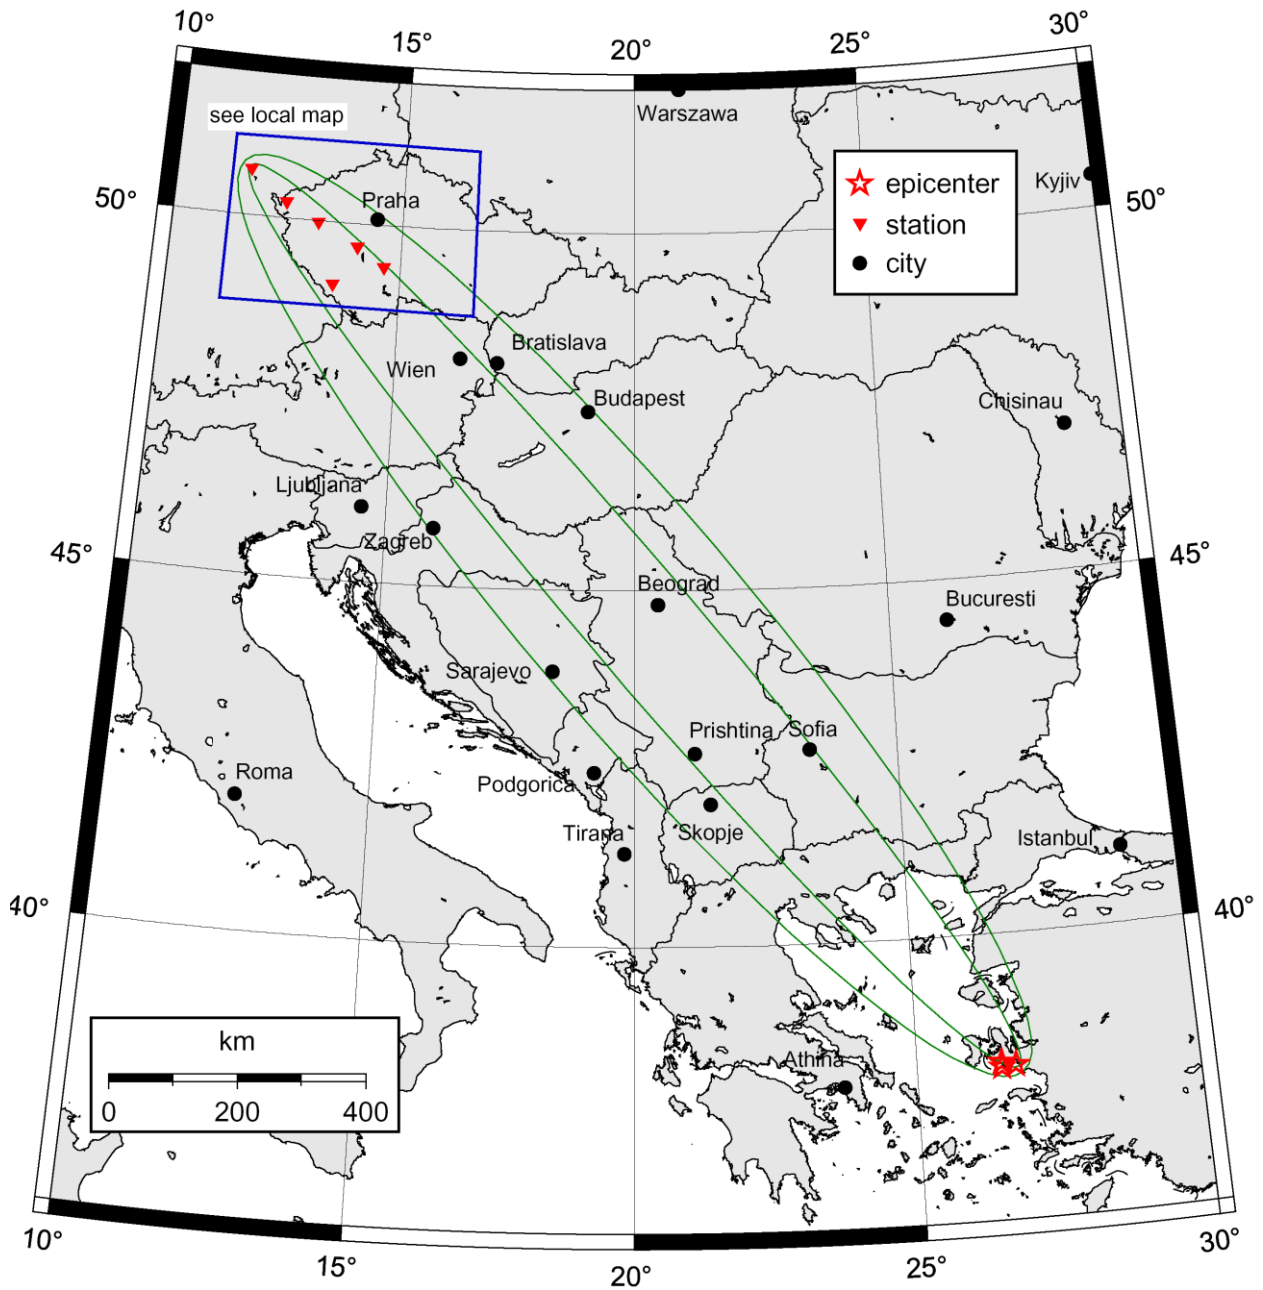 10°
15°
20°
25°
30°
see local map
Warszawa
50°
Praha
epicenter
station
city
Kyjiv
50°
Wien
Bratislava
Budapest
Chisinau
Ljubljana
Zagreb
45°
Beograd
45°
Bucuresti
Sarajevo
Prishtina
Sofia
Roma
Podgorica
Tirana
Skopje
Istanbul
40°
40°
km
0 200 400
Athina
10°
15°
20°
25°
30°